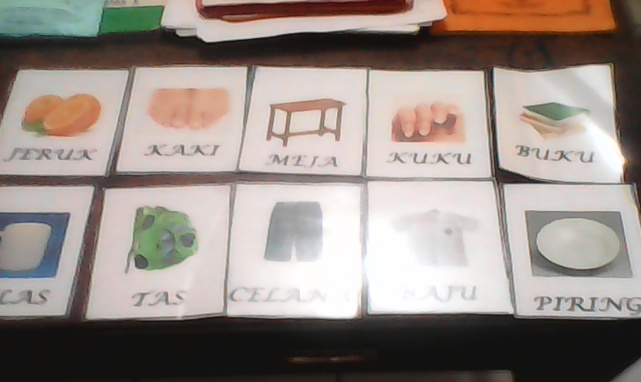 JERUK
KAKI
MEJA
KUKU
BUKU
TAS
BAJU
PIRING